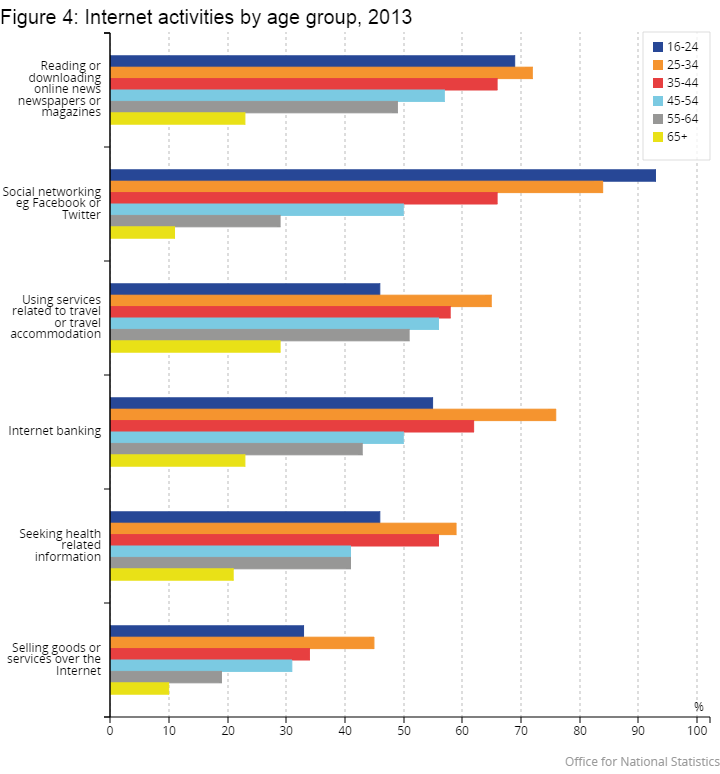 Figure 4: Internet activities by age group, 2013
16-24
25-34
35-44
45-54
55-64
65+
Reading or
downloading
online news
newspapers or
magazines
Social networking
eg Facebook or
Twitter
Using services
related to travel
or travel
accommodation
Internet banking
Seeking health
related
information
Selling goods or
services over the
Internet
%
0 10 20 30 40 50 60 70 80 90 100
Office for National Statistics